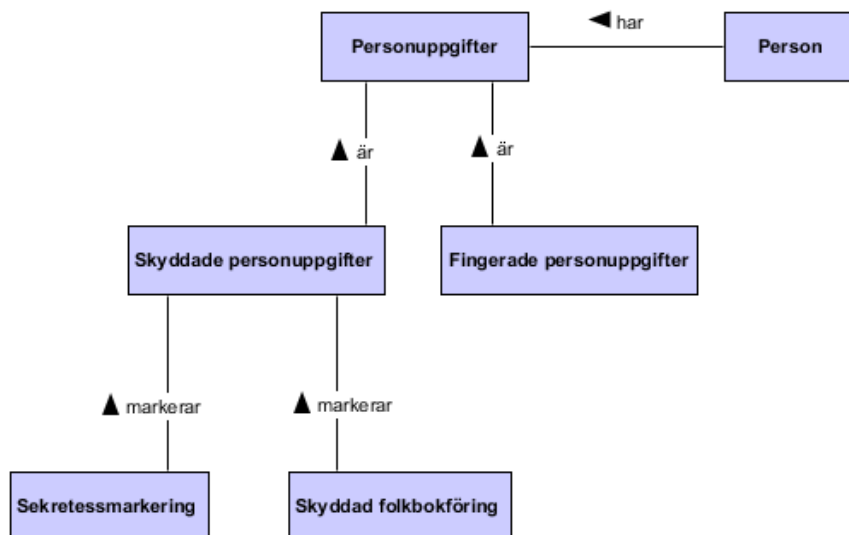 Personuppgifter
har
Person
är
är
Skyddade personuppgifter
Fingerade personuppgifter
markerar
markerar
Sekretessmarkering
Skyddad folkbokföring